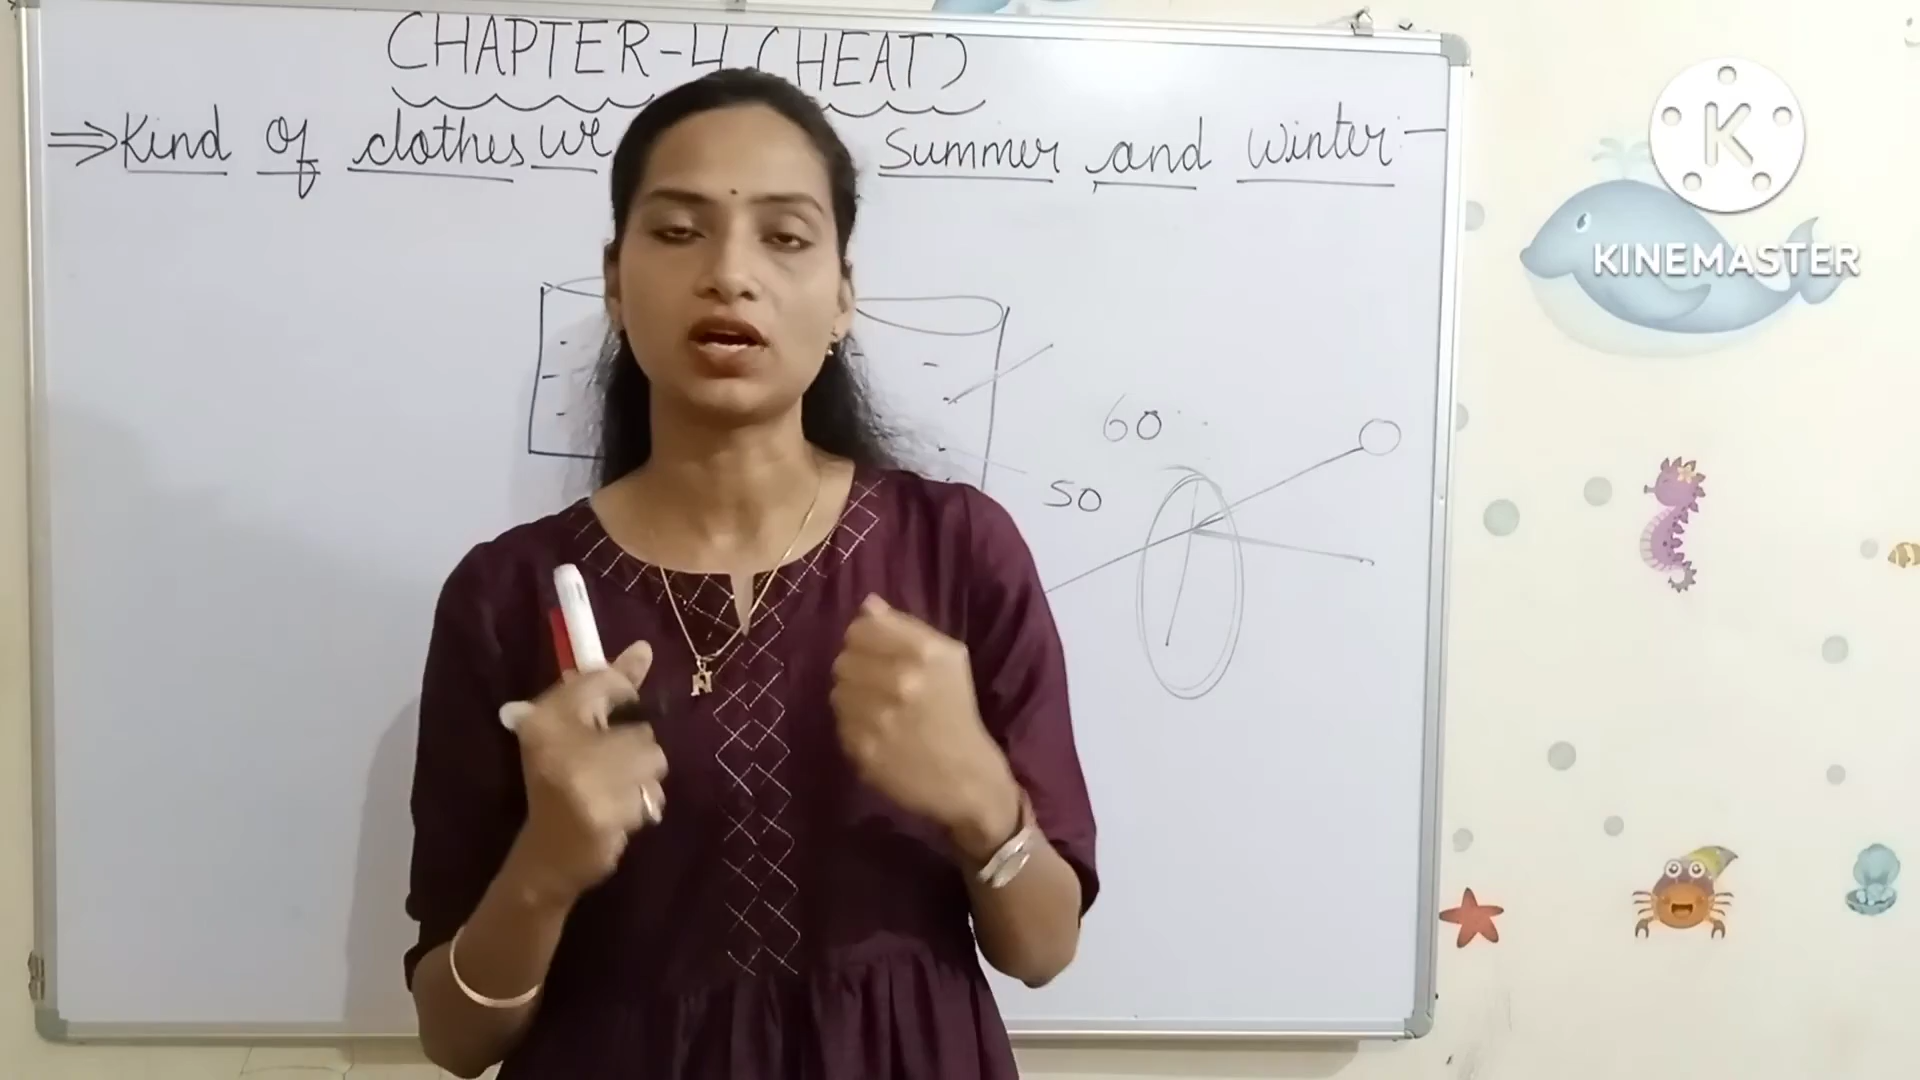 CHAPTER-4 (HEAT)
⇒ Kind of clothes we Summer and winter:-
K
KINEMASTER
60
50
N